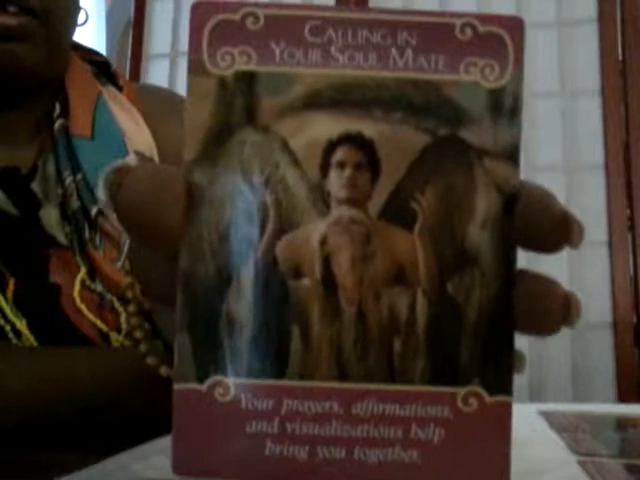 CALLING IN
YOUR SOUL MATE
Your prayers, affirmations,
and visualizations help
bring you together.